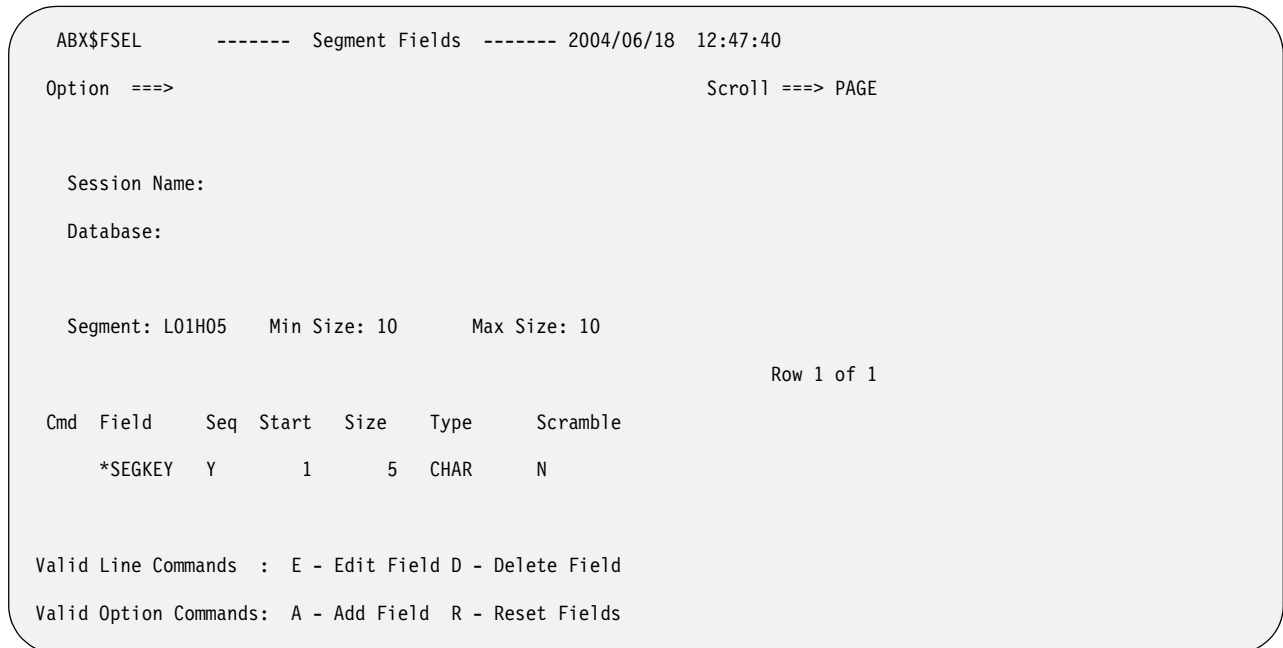 ABX$FSEL ------- Segment Fields ------- 2004/06/18 12:47:40
Option ===> Scroll ===> PAGE
Session Name:
Database:
Segment: L01H05 Min Size: 10 Max Size: 10
Row 1 of 1
Cmd Field Seq Start Size Type Scramble
*SEGKEY Y 1 5 CHAR N
Valid Line Commands : E - Edit Field D - Delete Field
Valid Option Commands: A - Add Field R - Reset Fields